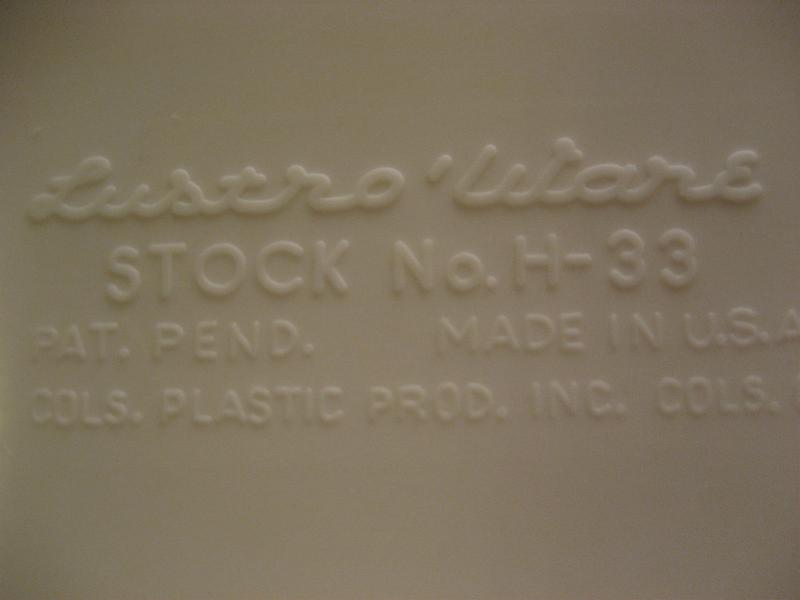 Lustro'Ware
STOCK No. H-33
PAT. PEND. MADE IN U.S.A
COLS. PLASTIC PROD. INC. COLS.